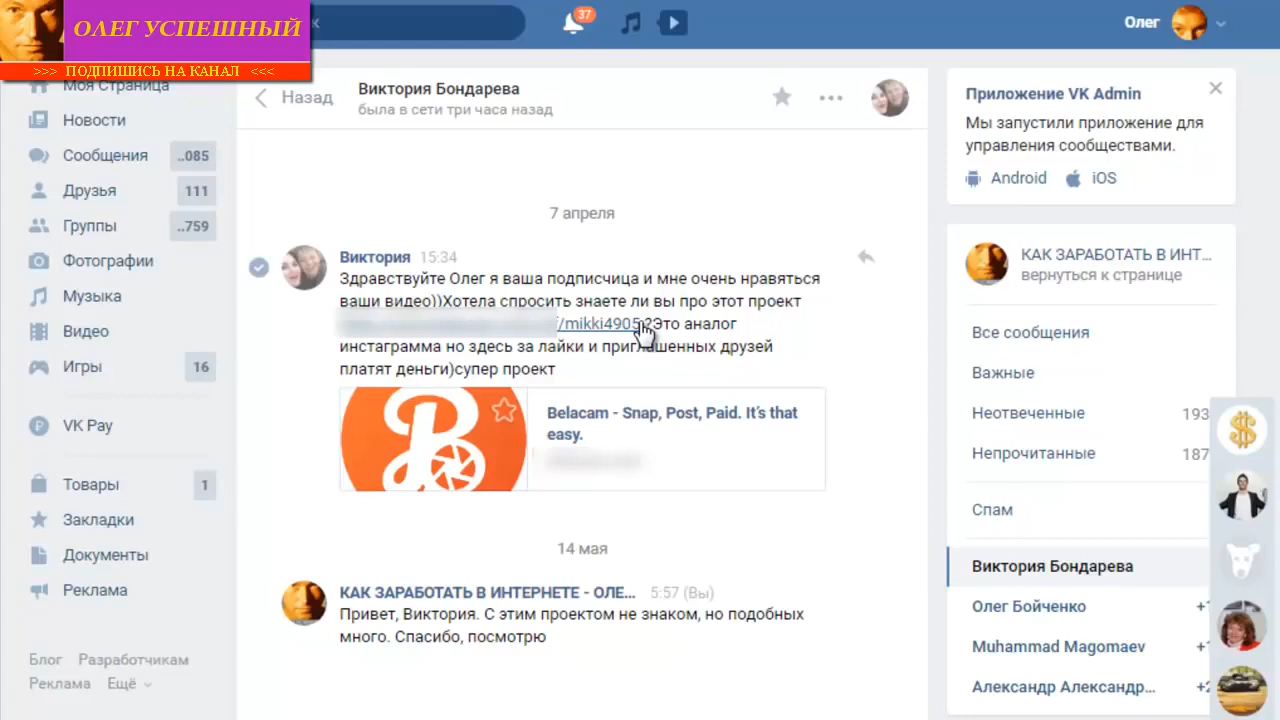 ОЛЕГ УСПЕШНЫЙ
>>> ПОДПИШИСЬ НА КАНАЛ <<<
37
Олег
Моя Страница
Новости
Сообщения ..085
Друзья 111
Группы ..759
Фотографии
Музыка
Видео
Игры 16
VK Pay
Товары 1
Закладки
Документы
Реклама
Блог Разработчикам
Реклама Ещё
Назад
Виктория Бондарева
была в сети три часа назад
7 апреля
Виктория 15:34
Здравствуйте Олег я ваша подписчица и мне очень нравяться
ваши видео))Хотела спросить знаете ли вы про этот проект
/mikki4905 ?Это аналог
инстаграмма но здесь за лайки и приглашенных друзей
платят деньги)супер проект
Belacam - Snap, Post, Paid. It's that
easy.
14 мая
КАК ЗАРАБОТАТЬ В ИНТЕРНЕТЕ - ОЛЕ... 5:57 (Вы)
Привет, Виктория. С этим проектом не знаком, но подобных
много. Спасибо, посмотрю
Приложение VK Admin
Мы запустили приложение для
управления сообществами.
Android iOS
КАК ЗАРАБОТАТЬ В ИНТ...
вернуться к странице
Все сообщения
Важные
Неотвеченные 193
Непрочитанные 187
Спам
Виктория Бондарева
Олег Бойченко
Muhammad Magomaev
Александр Александр...